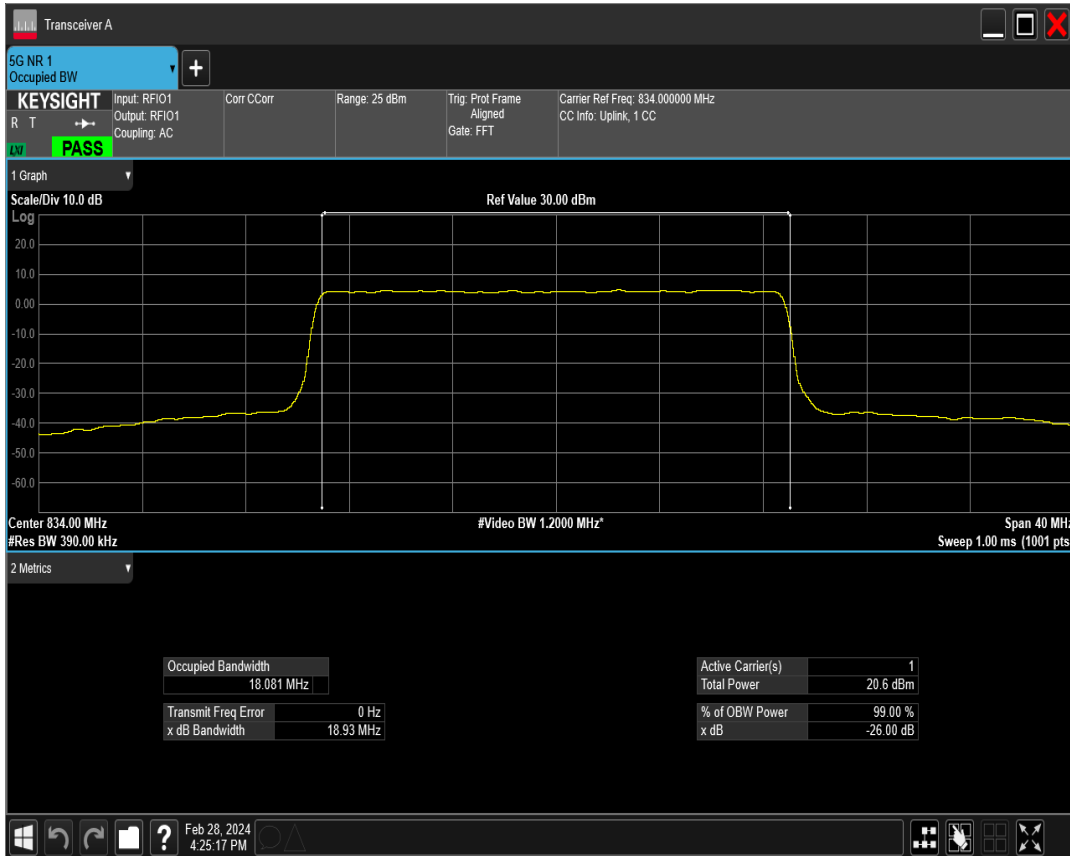 Transceiver A
5G NR 1
Occupied BW
+
KEYSIGHT
R T
LXI
PASS
Input: RFIO1
Output: RFIO1
Coupling: AC
Corr CCorr
Range: 25 dBm
Trig: Prot Frame
Aligned
Gate: FFT
Carrier Ref Freq: 834.000000 MHz
CC Info: Uplink, 1 CC
1 Graph
Scale/Div 10.0 dB
Ref Value 30.00 dBm
Log
20.0
10.0
0.00
-10.0
-20.0
-30.0
-40.0
-50.0
-60.0
Center 834.00 MHz
#Video BW 1.2000 MHz*
Span 40 MHz
#Res BW 390.00 kHz
Sweep 1.00 ms (1001 pts
2 Metrics
Occupied Bandwidth
18.081 MHz
Transmit Freq Error 0 Hz
x dB Bandwidth 18.93 MHz
Active Carrier(s) 1
Total Power 20.6 dBm
% of OBW Power 99.00 %
x dB -26.00 dB
?
Feb 28, 2024
4:25:17 PM